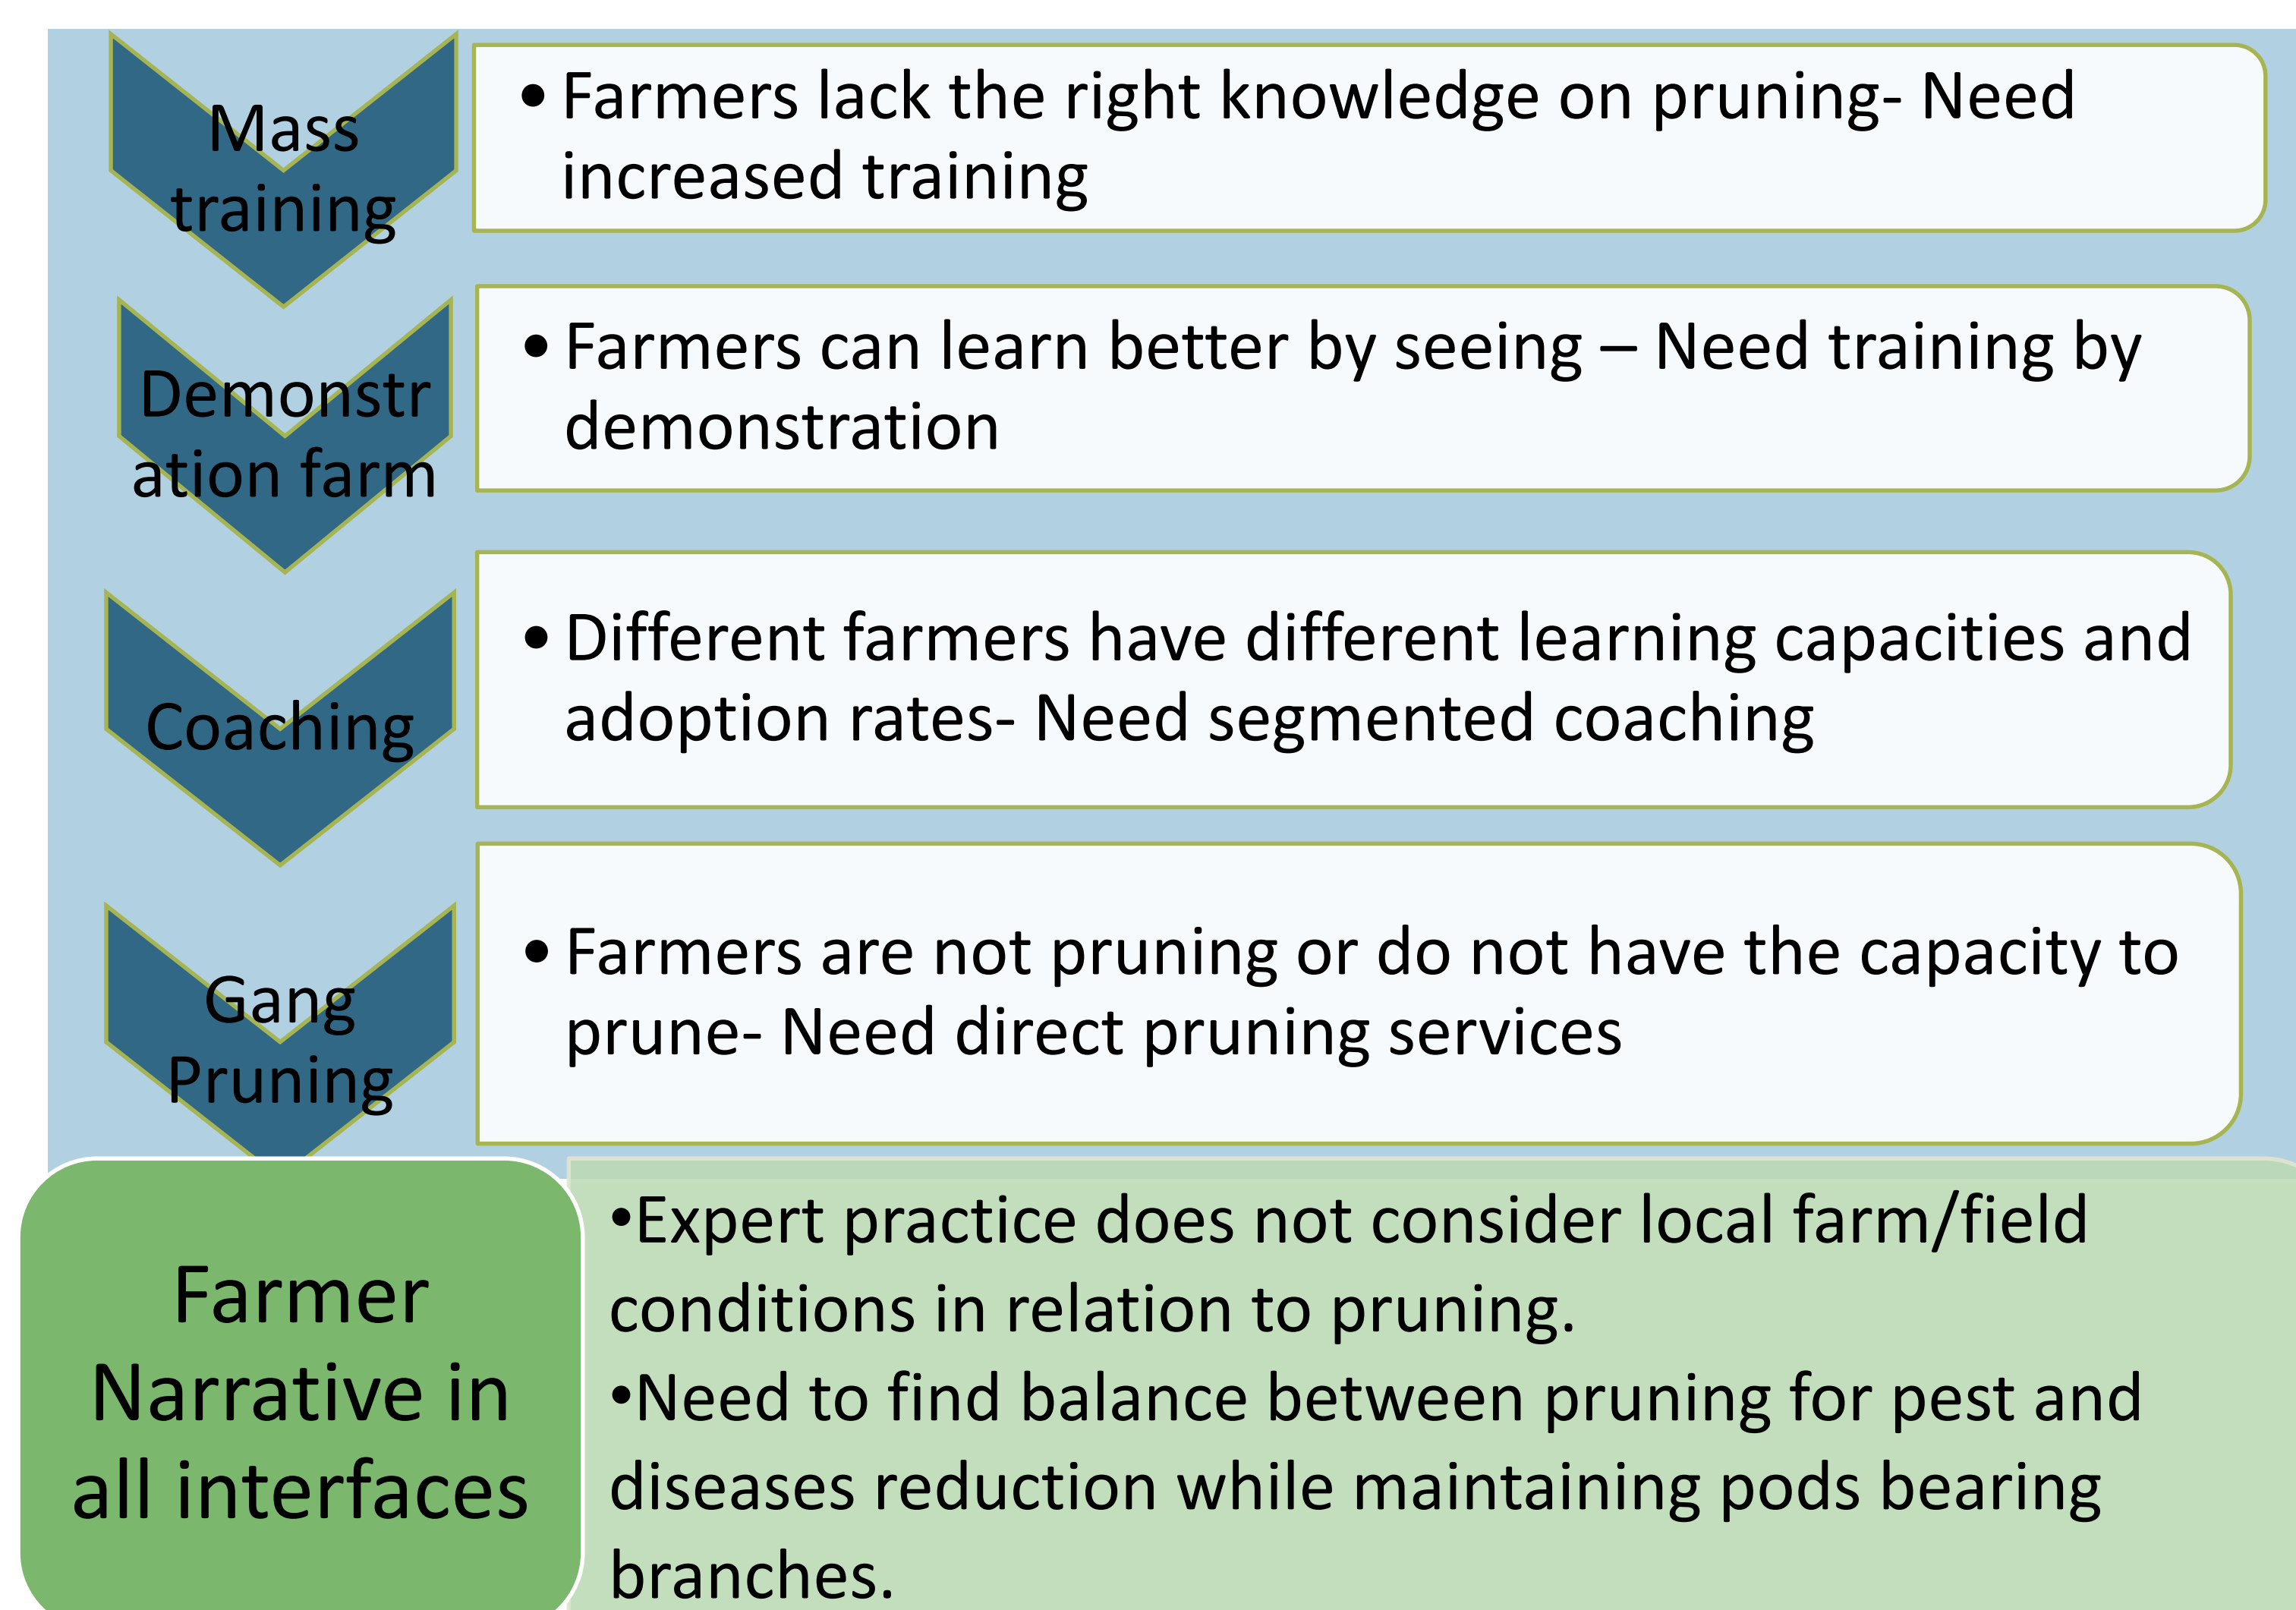 Mass
training
• Farmers lack the right knowledge on pruning- Need
increased training
Demonstr
ation farm
• Farmers can learn better by seeing – Need training by
demonstration
Coaching
• Different farmers have different learning capacities and
adoption rates- Need segmented coaching
Gang
Pruning
• Farmers are not pruning or do not have the capacity to
prune- Need direct pruning services
Farmer
Narrative in
all interfaces
•Expert practice does not consider local farm/field
conditions in relation to pruning.
•Need to find balance between pruning for pest and
diseases reduction while maintaining pods bearing
branches.